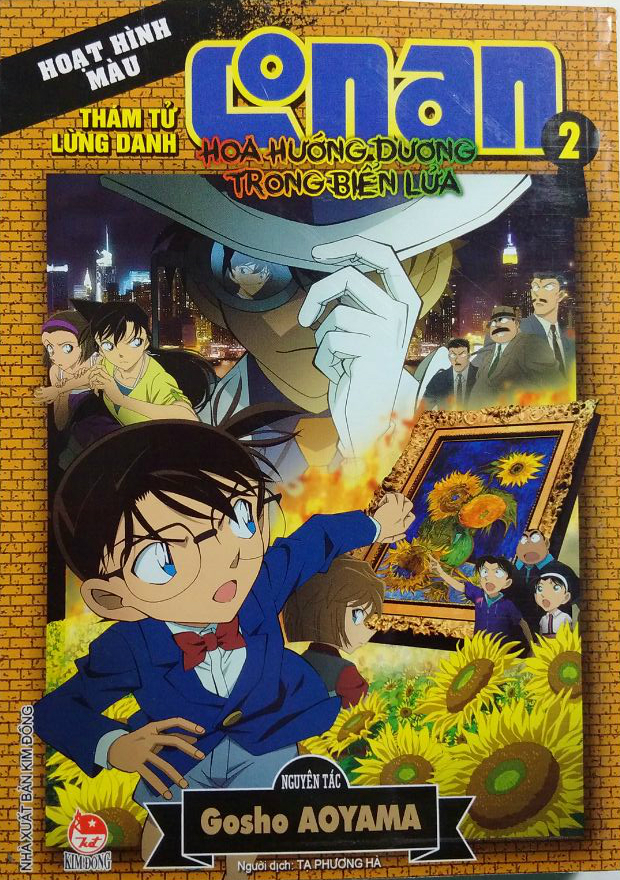 HOẠT HÌNH
MÀU
THÁM TỬ
LỪNG DANH
Conan
2
HOA HƯỚNG DƯƠNG
TRONG BIỂN LỬA
NHÀ XUẤT BẢN KIM ĐỒNG
NGUYÊN TÁC
Gosho AOYAMA
KIM ĐỒNG
Người dịch: TẠ PHƯƠNG HÀ